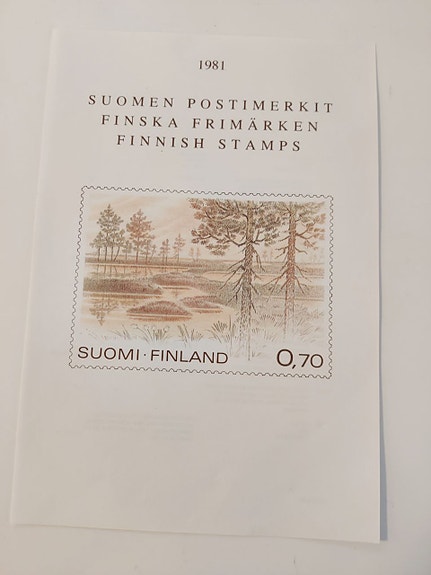 1981
SUOMEN POSTIMERKIT
FINSKA FRIMÄRKEN
FINNISH STAMPS
SUOMI·FINLAND 0,70